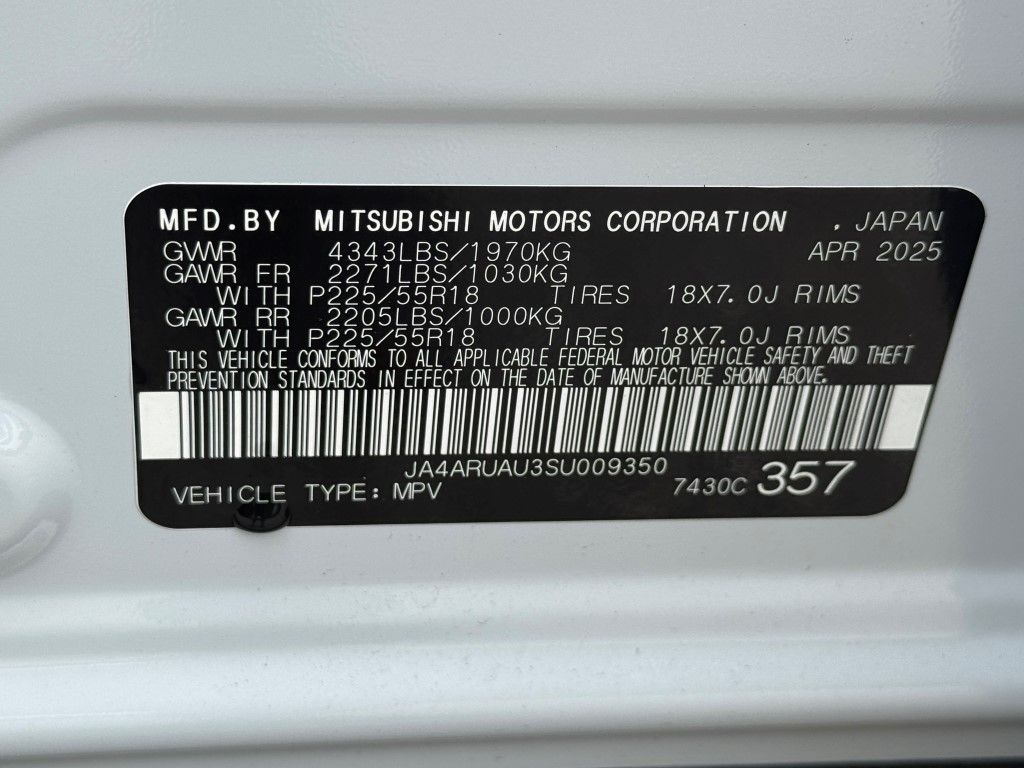 MFD.BY MITSUBISHI MOTORS CORPORATION . JAPAN
GVWR 4343LBS/1970KG APR 2025
GAWR FR 2271LBS/1030KG
WITH P225/55R18 TIRES 18X7.0J RIMS
GAWR RR 2205LBS/1000KG
WITH P225/55R18 TIRES 18X7.0J RIMS
THIS VEHICLE CONFORMS TO ALL APPLICABLE FEDERAL MOTOR VEHICLE SAFETY AND THEFT
PREVENTION STANDARDS IN EFFECT ON THE DATE OF MANUFACTURE SHOWN ABOVE.
JA4ARUAU3SU009350
VEHICLE TYPE: MPV 7430C 357